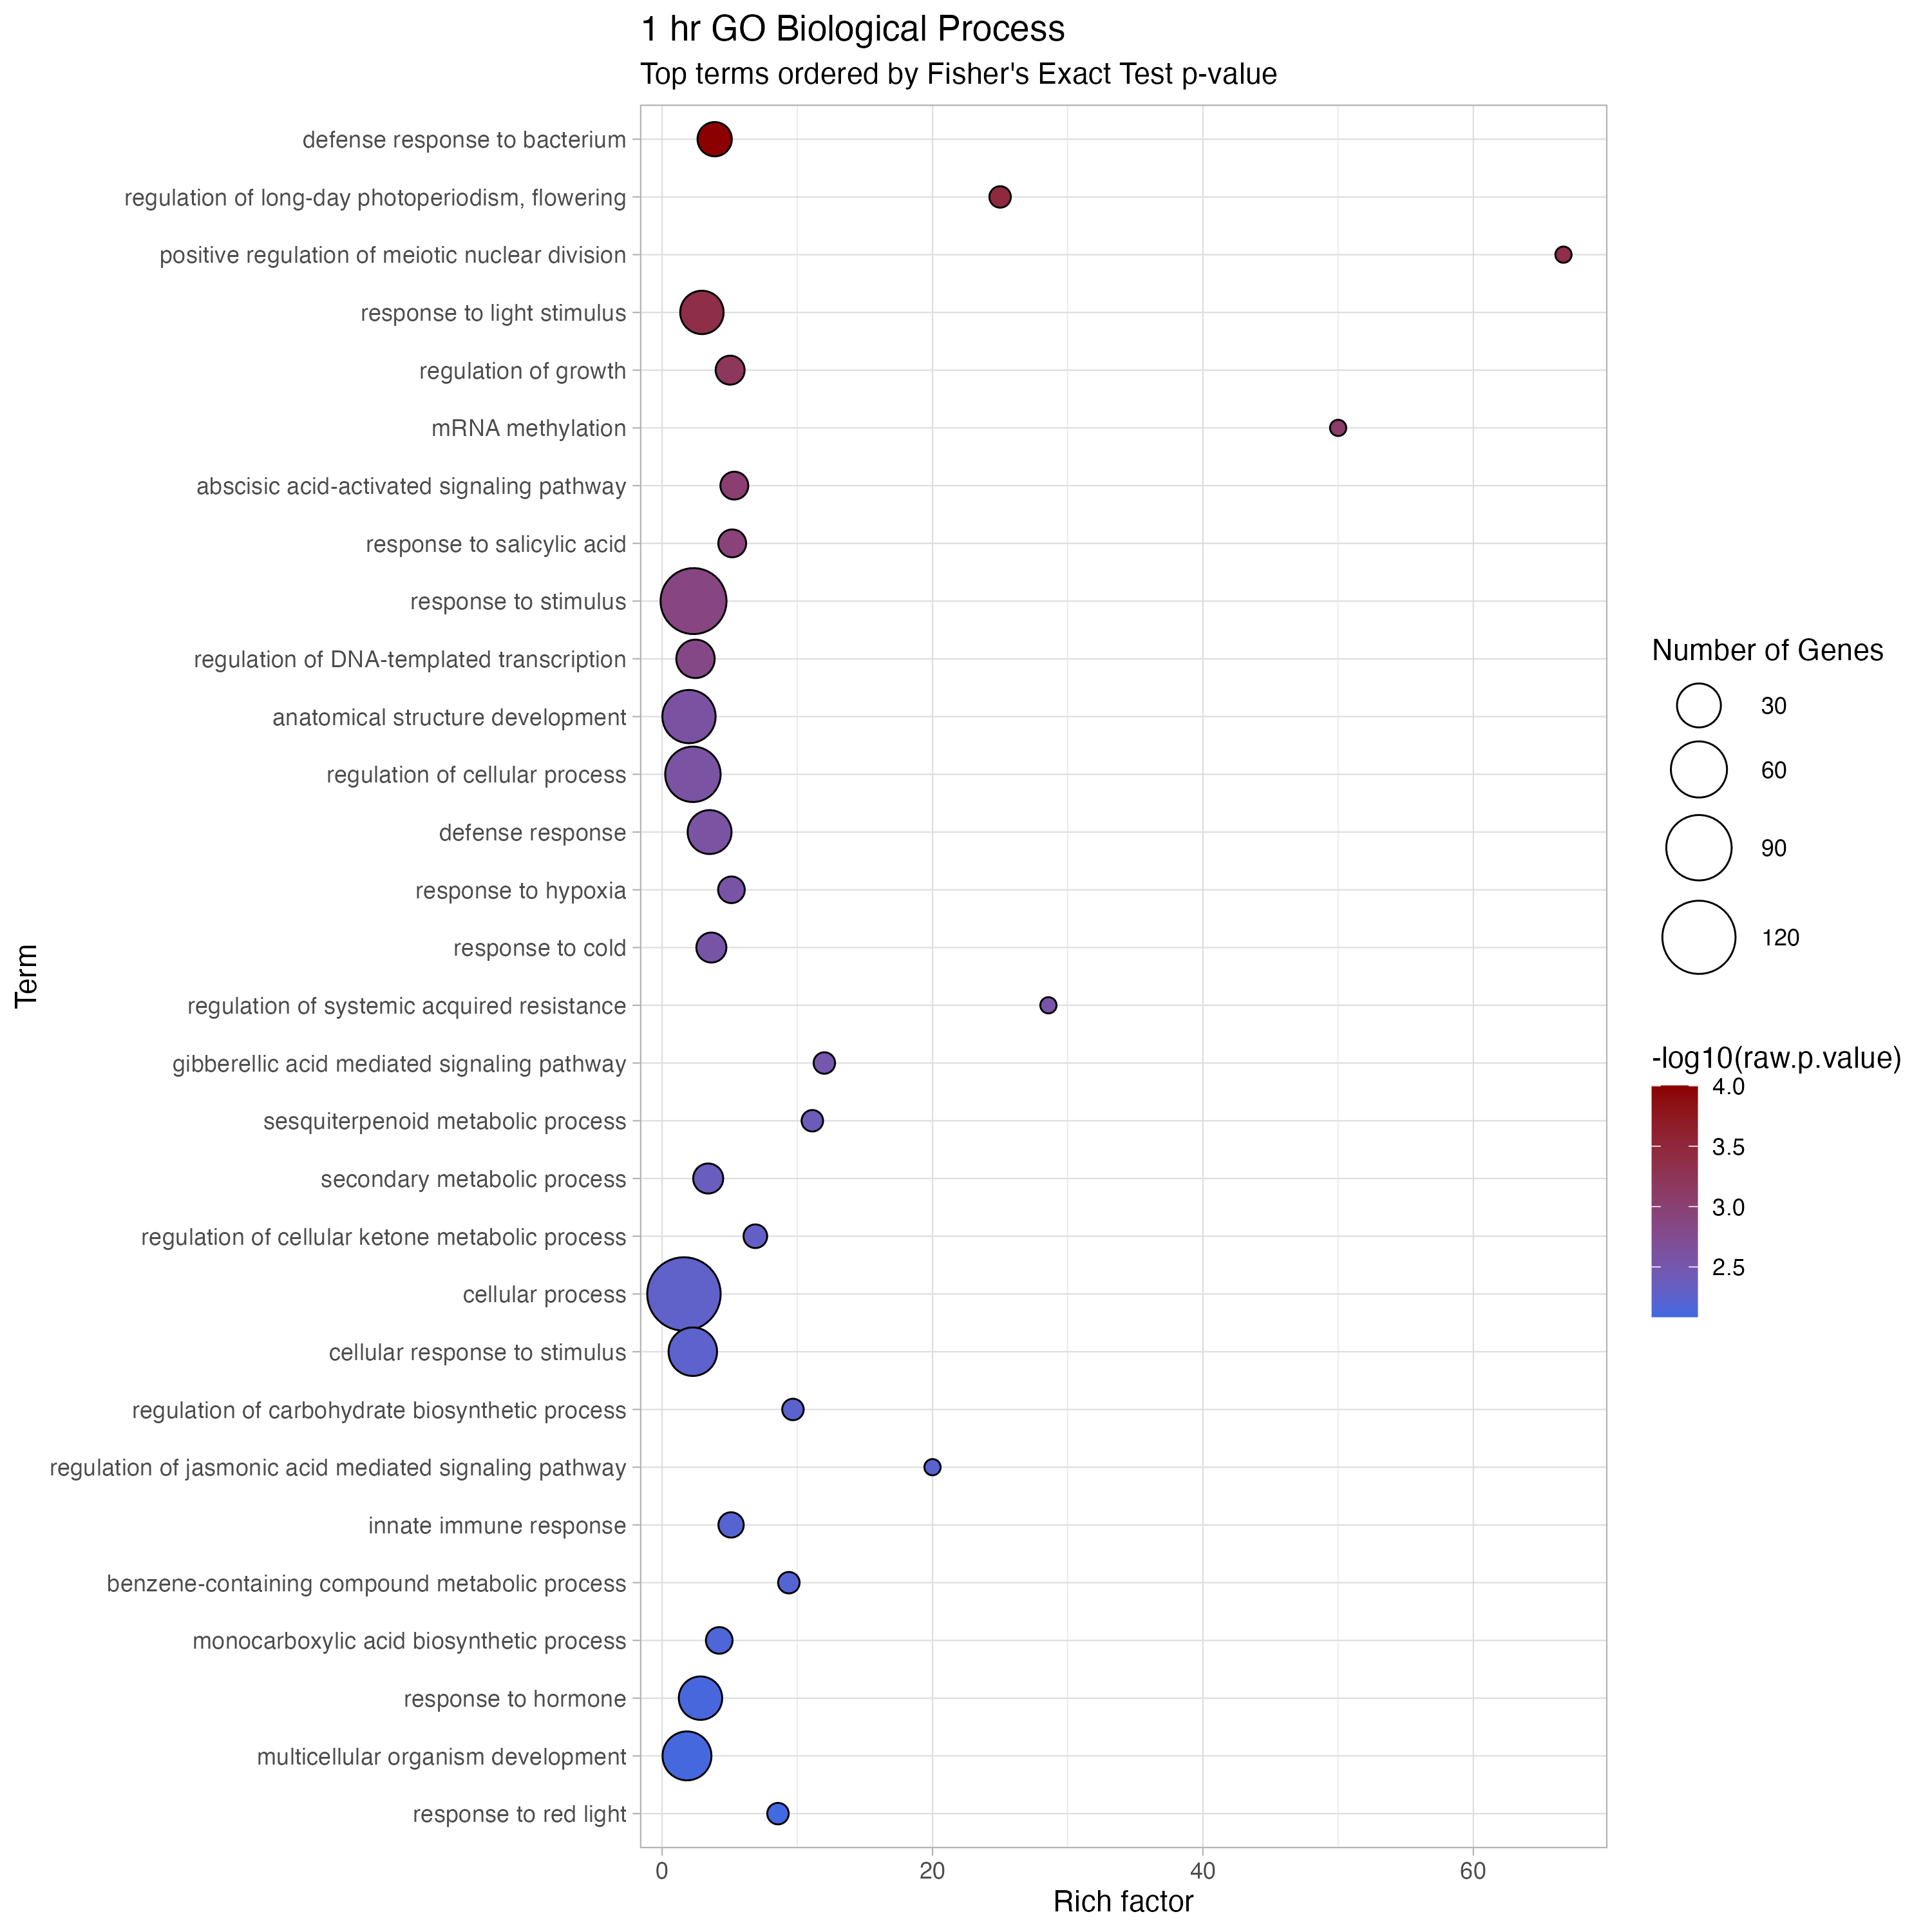 1 hr GO Biological Process
Top terms ordered by Fisher's Exact Test p-value
Term
defense response to bacterium
regulation of long-day photoperiodism, flowering
positive regulation of meiotic nuclear division
response to light stimulus
regulation of growth
mRNA methylation
abscisic acid-activated signaling pathway
response to salicylic acid
response to stimulus
regulation of DNA-templated transcription
anatomical structure development
regulation of cellular process
defense response
response to hypoxia
response to cold
regulation of systemic acquired resistance
gibberellic acid mediated signaling pathway
sesquiterpenoid metabolic process
secondary metabolic process
regulation of cellular ketone metabolic process
cellular process
cellular response to stimulus
regulation of carbohydrate biosynthetic process
regulation of jasmonic acid mediated signaling pathway
innate immune response
benzene-containing compound metabolic process
monocarboxylic acid biosynthetic process
response to hormone
multicellular organism development
response to red light
0 20 40 60
Rich factor
Number of Genes
30
60
90
120
-log10(raw.p.value)
4.0
3.5
3.0
2.5